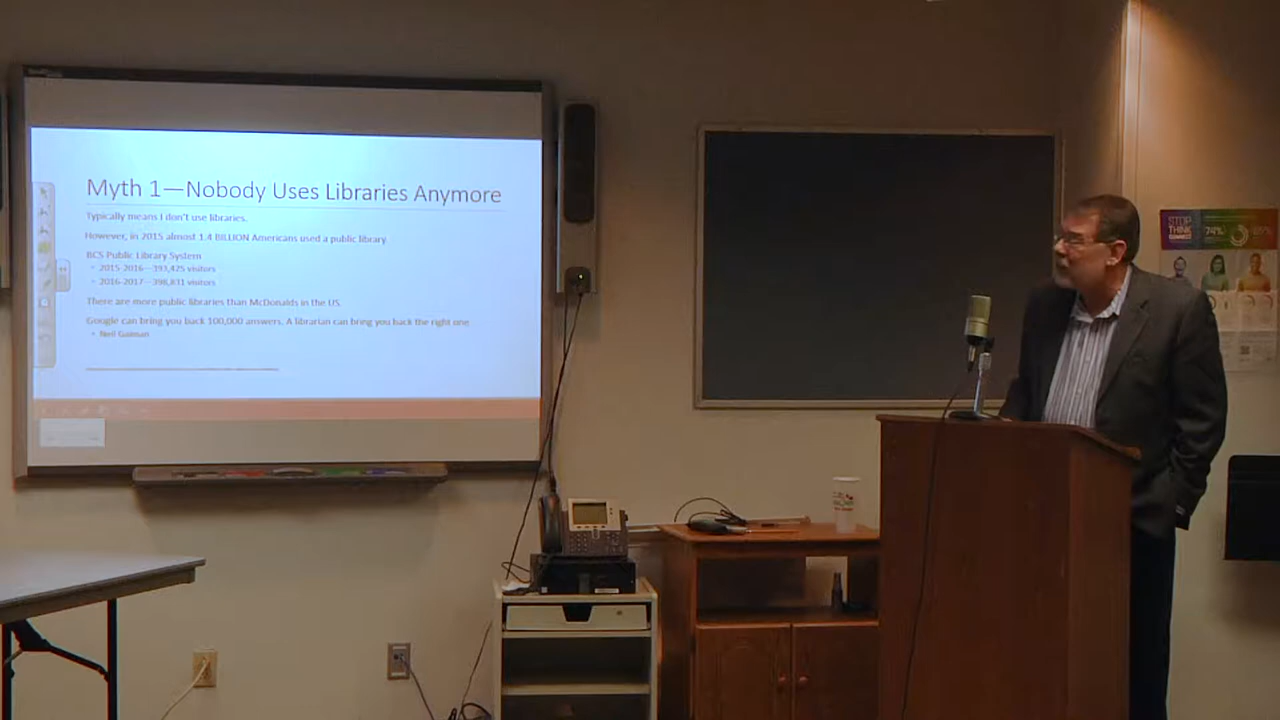 Myth 1—Nobody Uses Libraries Anymore
Typically means I don't use libraries.
However, in 2015 almost 1.4 BILLION Americans used a public library
BCS Public Library System
2015-2016—393,425 visitors
2016-2017—398,831 visitors
There are more public libraries than McDonalds in the US.
Google can bring you back 100,000 answers. A librarian can bring you back the right one
Neil Gaiman
STOP
THINK
CONNECT
74%